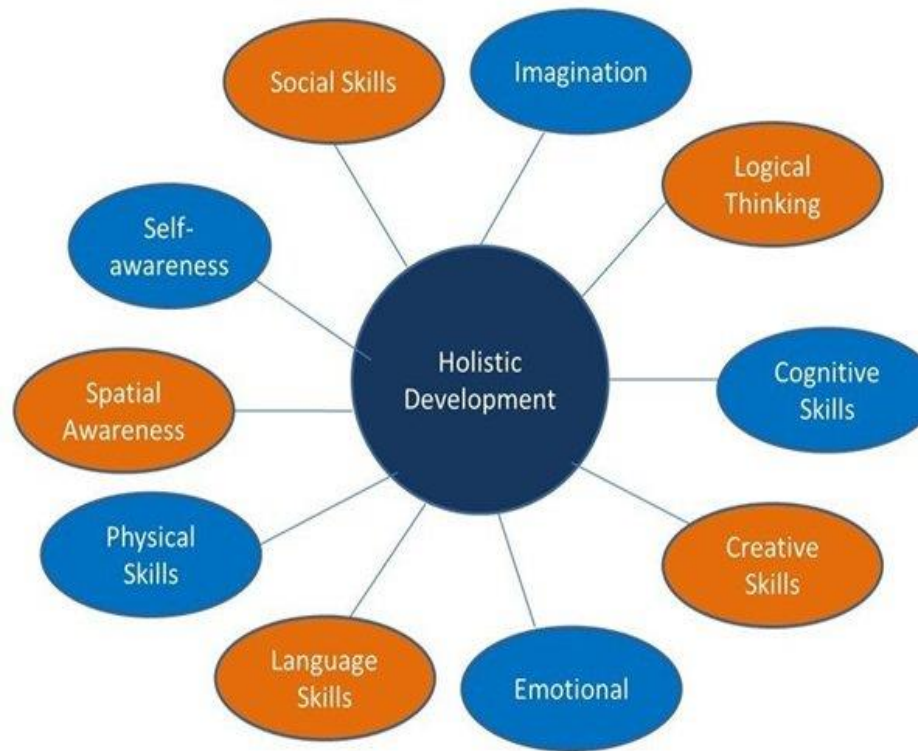 Social Skills
Imagination
Logical
Thinking
Self-
awareness
Holistic
Development
Cognitive
Skills
Spatial
Awareness
Physical
Skills
Creative
Skills
Language
Skills
Emotional